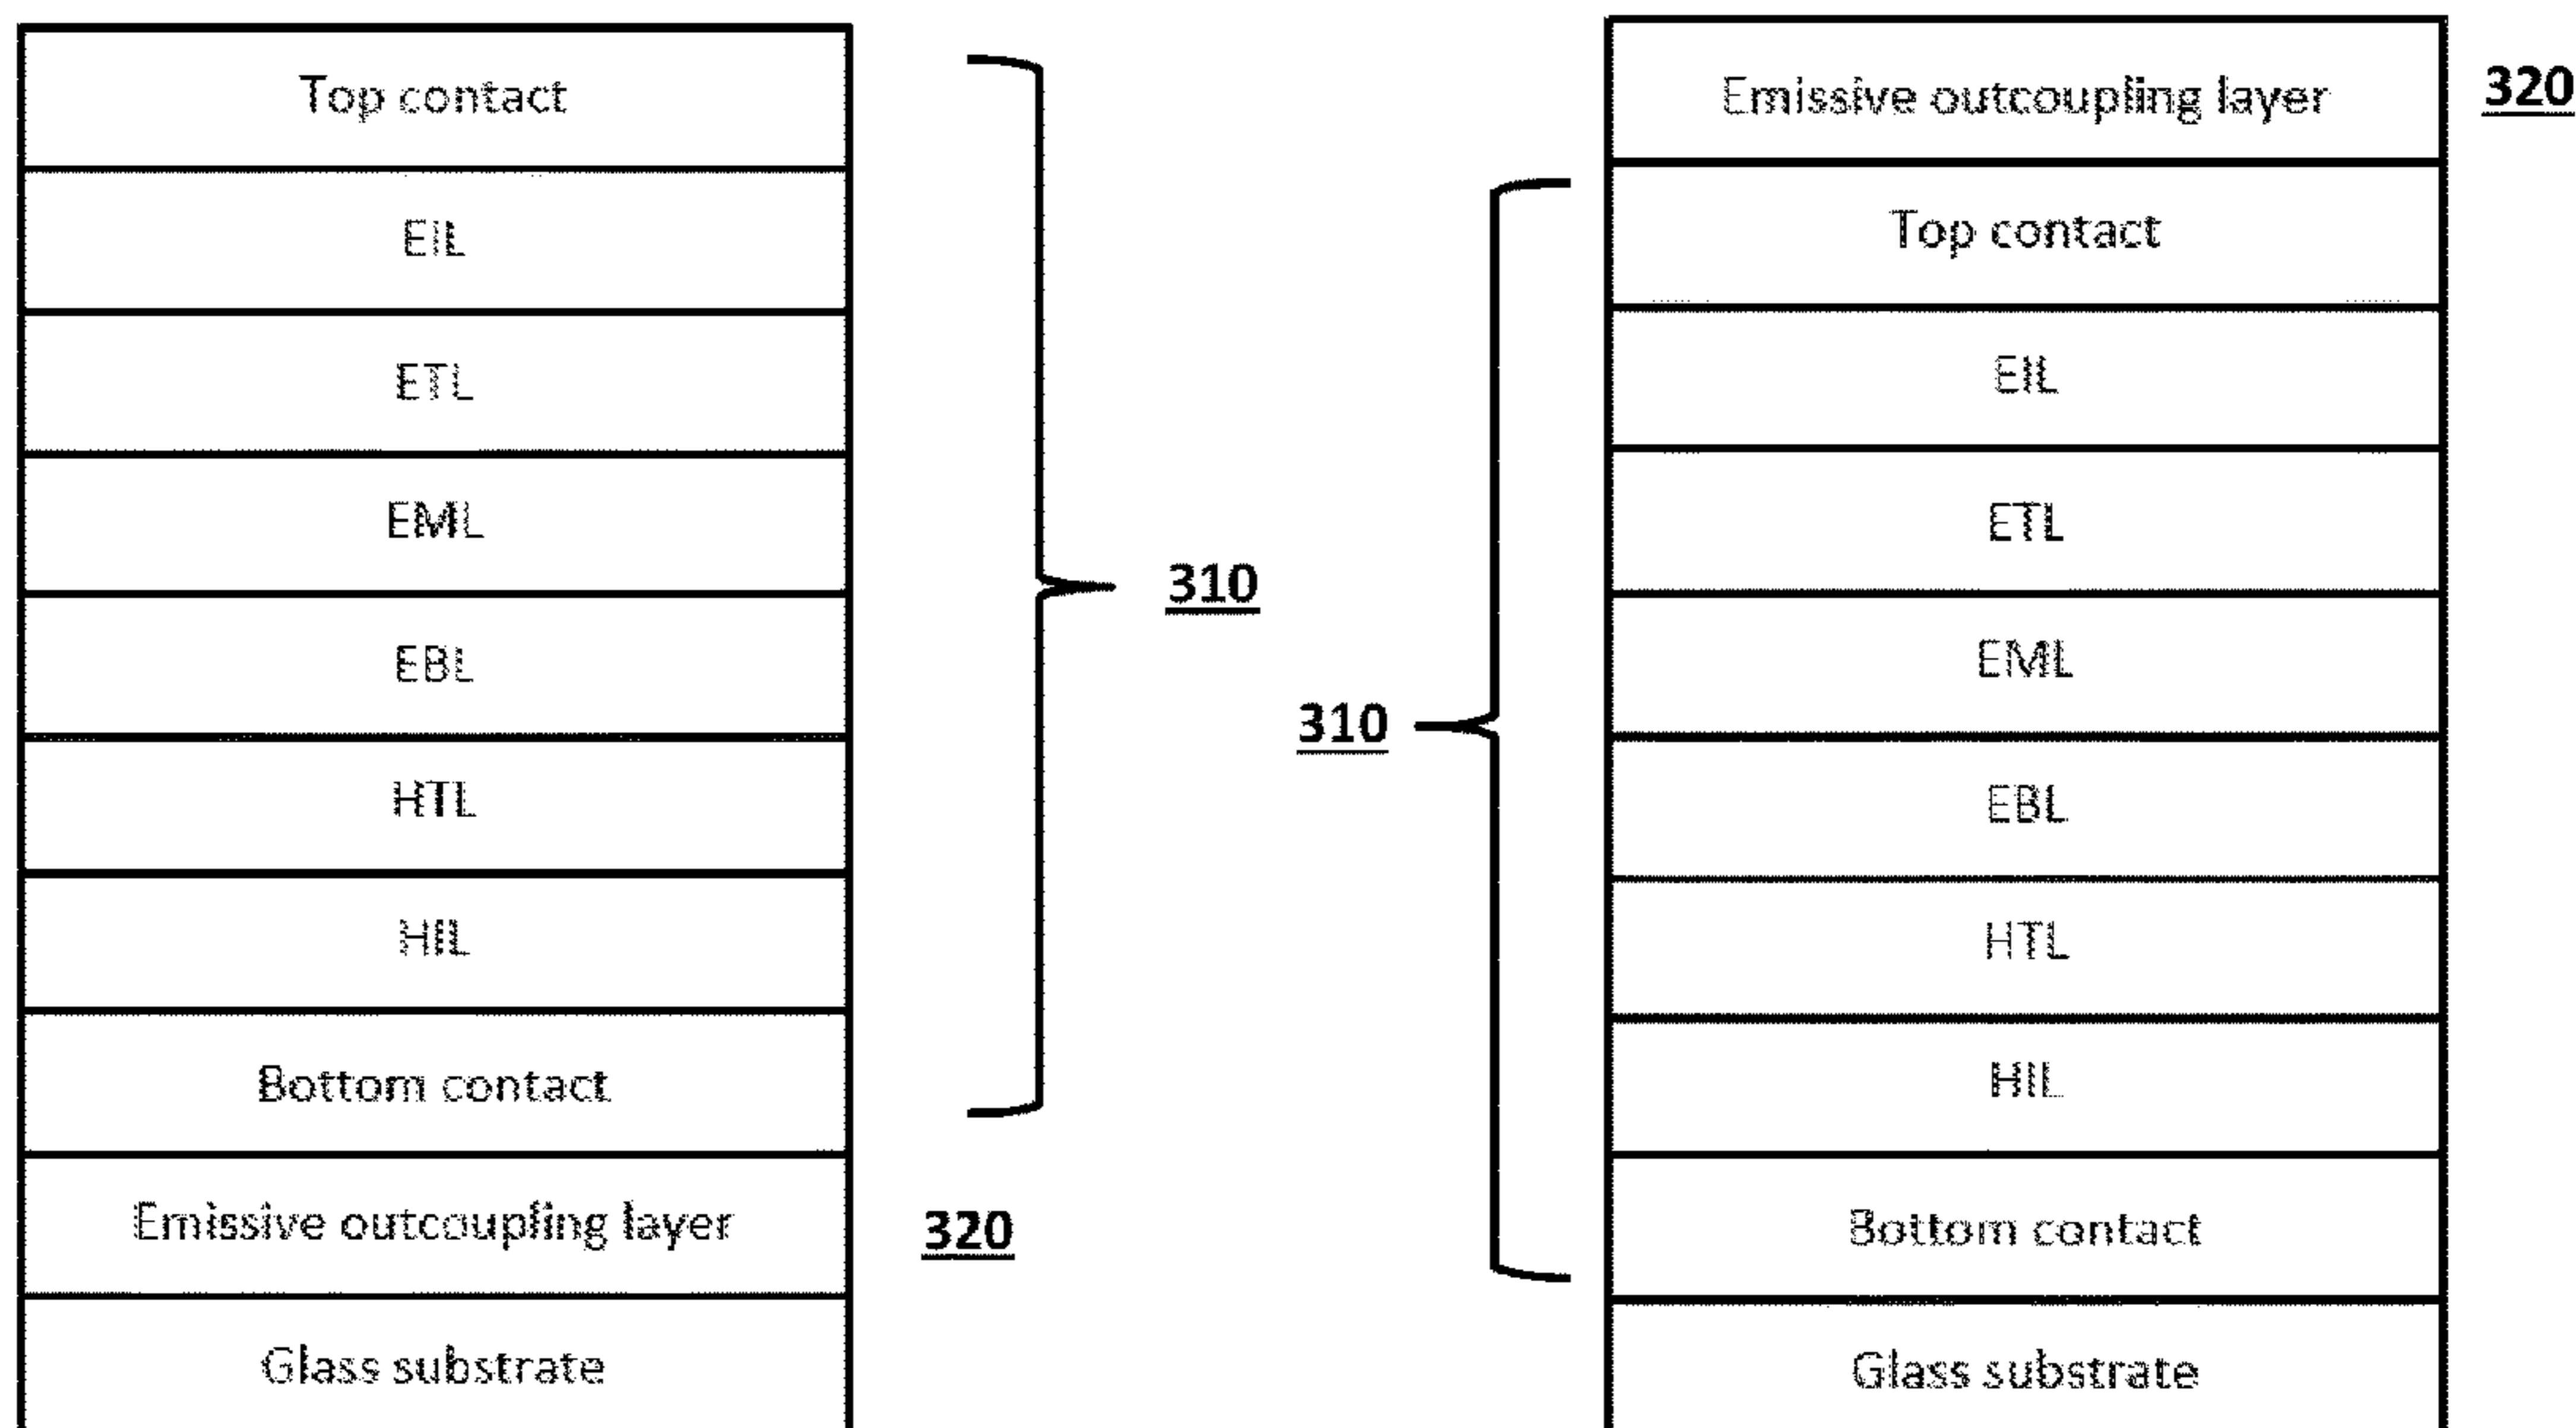 Top contact
EIL
ETL
EML
EBL
HTL
HIL
Bottom contact
Emissive outcoupling layer
Glass substrate
310
320
Emissive outcoupling layer
Top contact
EIL
ETL
EML
EBL
HTL
HIL
Bottom contact
Glass substrate
310
320